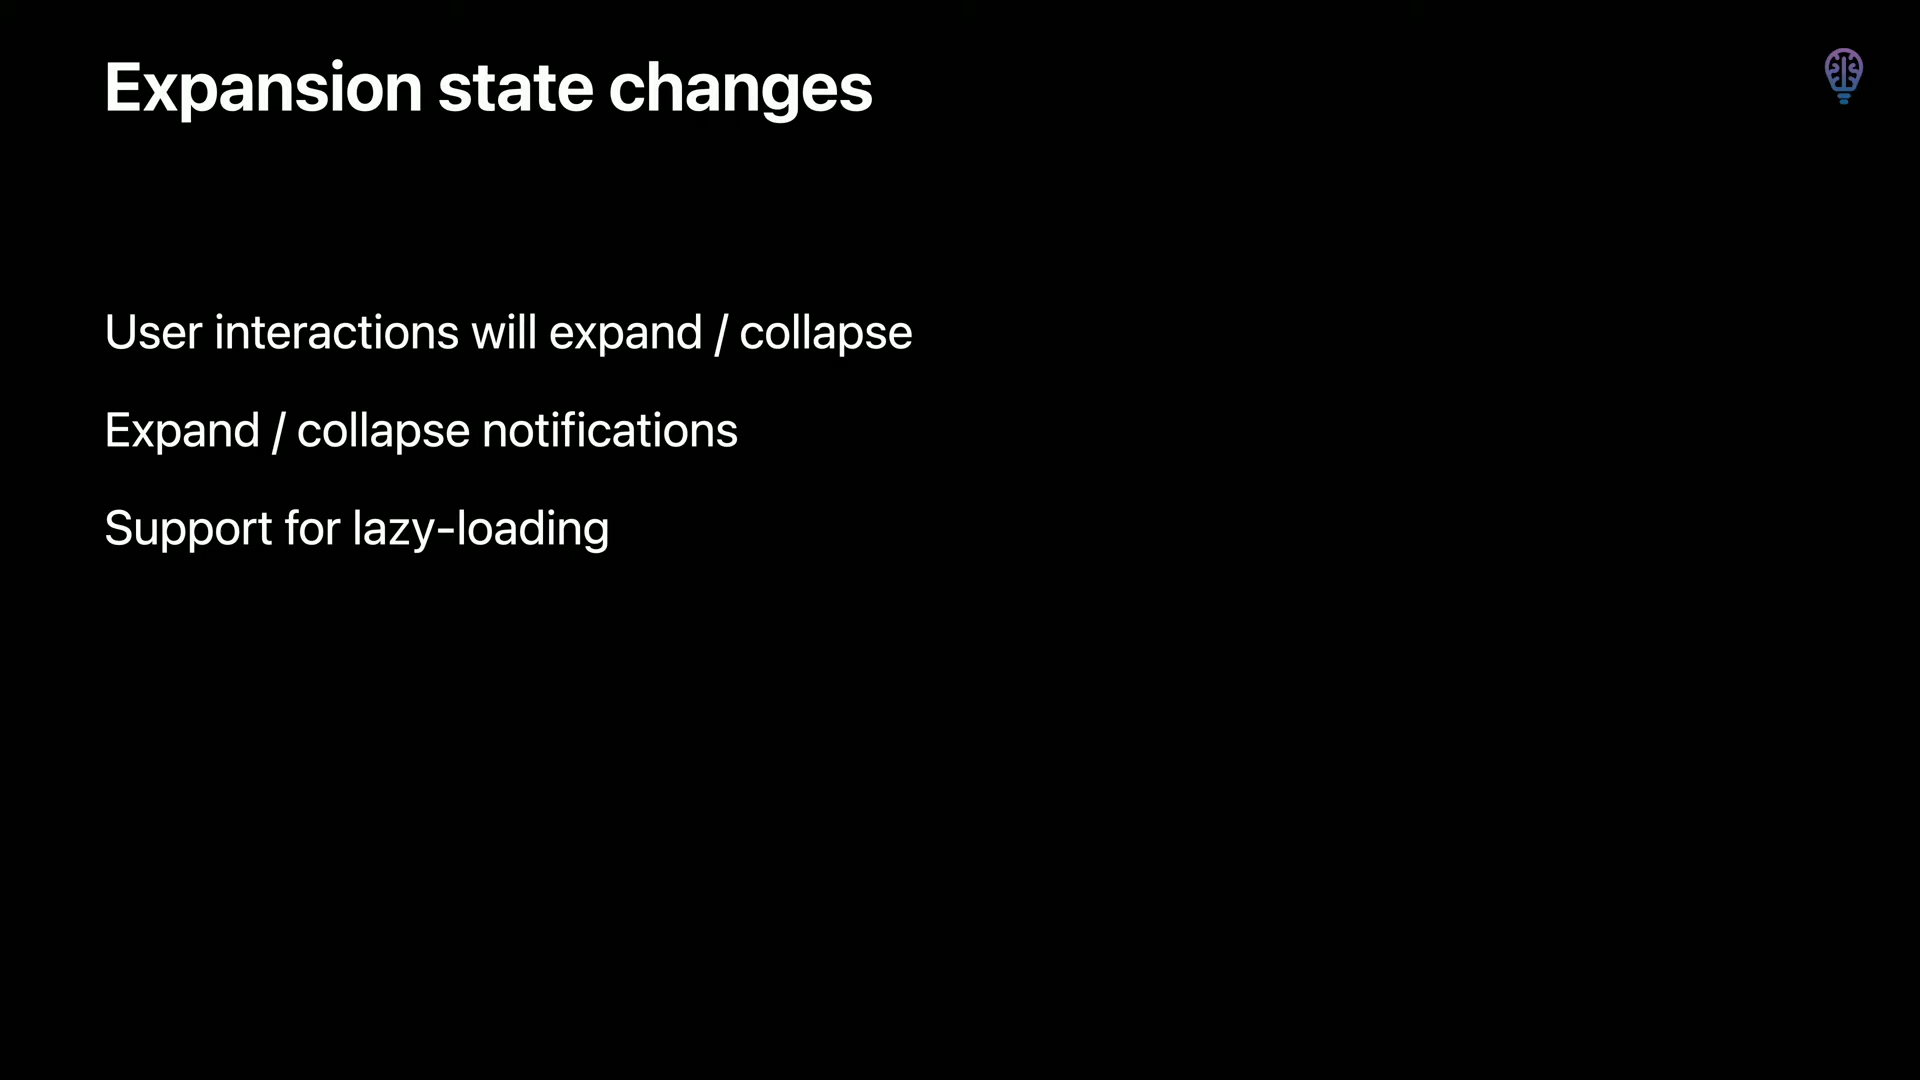 Expansion state changes
User interactions will expand / collapse
Expand / collapse notifications
Support for lazy-loading